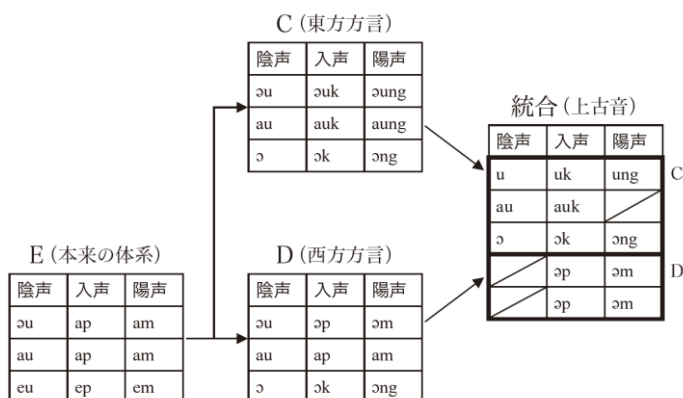 C（東方方言）
陰声 入声 陽声
əu əuk əung
au auk aung
ɔ ɔk ɔng
統合（上古音）
陰声 入声 陽声
u uk ung C
au auk
ɔ ɔk ɔng
əp əm D
əp əm
E（本来の体系）
陰声 入声 陽声
əu ap am
au ap am
eu ep em
D（西方方言）
陰声 入声 陽声
əu əp əm
au ap am
ɔ ɔk ɔng